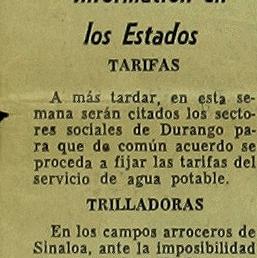 Information en
los Estados
TARIFAS
A más tardar, en esta se-
mana serán citados los secto-
res sociales de Durango pa-
ra que de común acuerdo se
proceda a fijar las tarifas del
servicio de agua potable.
TRILLADORAS
En los campos arroceros de
Sinaloa, ante la imposibilidad